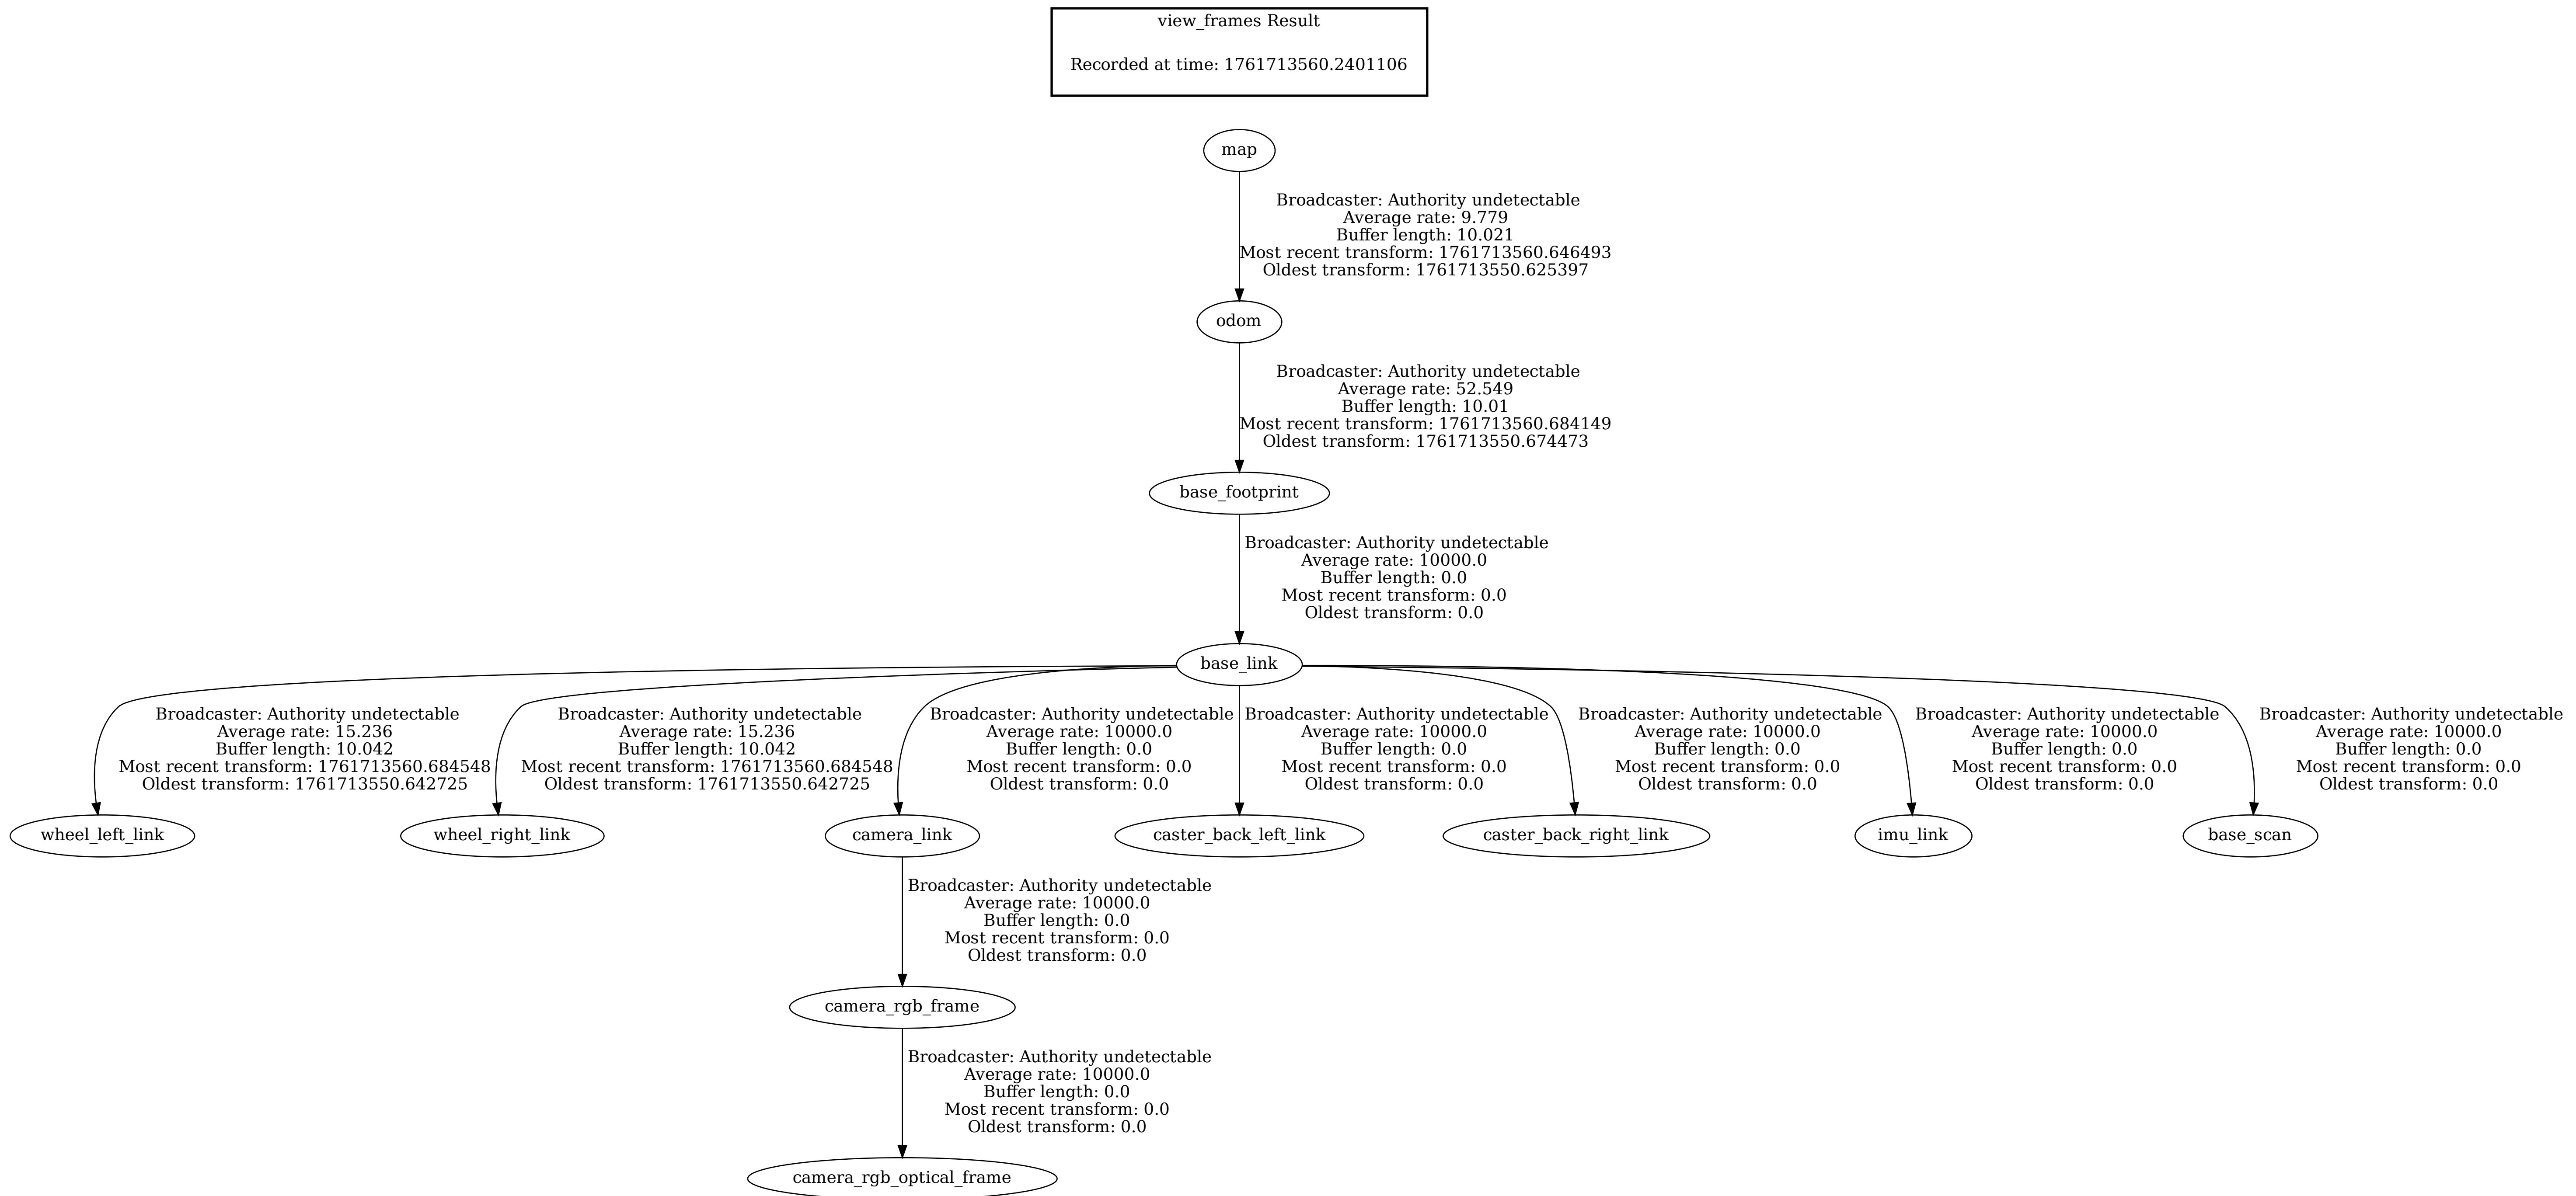 view_frames Result
Recorded at time: 1761713560.2401106
map
Broadcaster: Authority undetectable
Average rate: 9.779
Buffer length: 10.021
Most recent transform: 1761713560.646493
Oldest transform: 1761713550.625397
odom
Broadcaster: Authority undetectable
Average rate: 52.549
Buffer length: 10.01
Most recent transform: 1761713560.684149
Oldest transform: 1761713550.674473
base_footprint
Broadcaster: Authority undetectable
Average rate: 10000.0
Buffer length: 0.0
Most recent transform: 0.0
Oldest transform: 0.0
base_link
Broadcaster: Authority undetectable
Average rate: 15.236
Buffer length: 10.042
Most recent transform: 1761713560.684548
Oldest transform: 1761713550.642725
Broadcaster: Authority undetectable
Average rate: 15.236
Buffer length: 10.042
Most recent transform: 1761713560.684548
Oldest transform: 1761713550.642725
Broadcaster: Authority undetectable
Average rate: 10000.0
Buffer length: 0.0
Most recent transform: 0.0
Oldest transform: 0.0
Broadcaster: Authority undetectable
Average rate: 10000.0
Buffer length: 0.0
Most recent transform: 0.0
Oldest transform: 0.0
Broadcaster: Authority undetectable
Average rate: 10000.0
Buffer length: 0.0
Most recent transform: 0.0
Oldest transform: 0.0
Broadcaster: Authority undetectable
Average rate: 10000.0
Buffer length: 0.0
Most recent transform: 0.0
Oldest transform: 0.0
Broadcaster: Authority undetectable
Average rate: 10000.0
Buffer length: 0.0
Most recent transform: 0.0
Oldest transform: 0.0
wheel_left_link
wheel_right_link
camera_link
caster_back_left_link
caster_back_right_link
imu_link
base_scan
Broadcaster: Authority undetectable
Average rate: 10000.0
Buffer length: 0.0
Most recent transform: 0.0
Oldest transform: 0.0
camera_rgb_frame
Broadcaster: Authority undetectable
Average rate: 10000.0
Buffer length: 0.0
Most recent transform: 0.0
Oldest transform: 0.0
camera_rgb_optical_frame